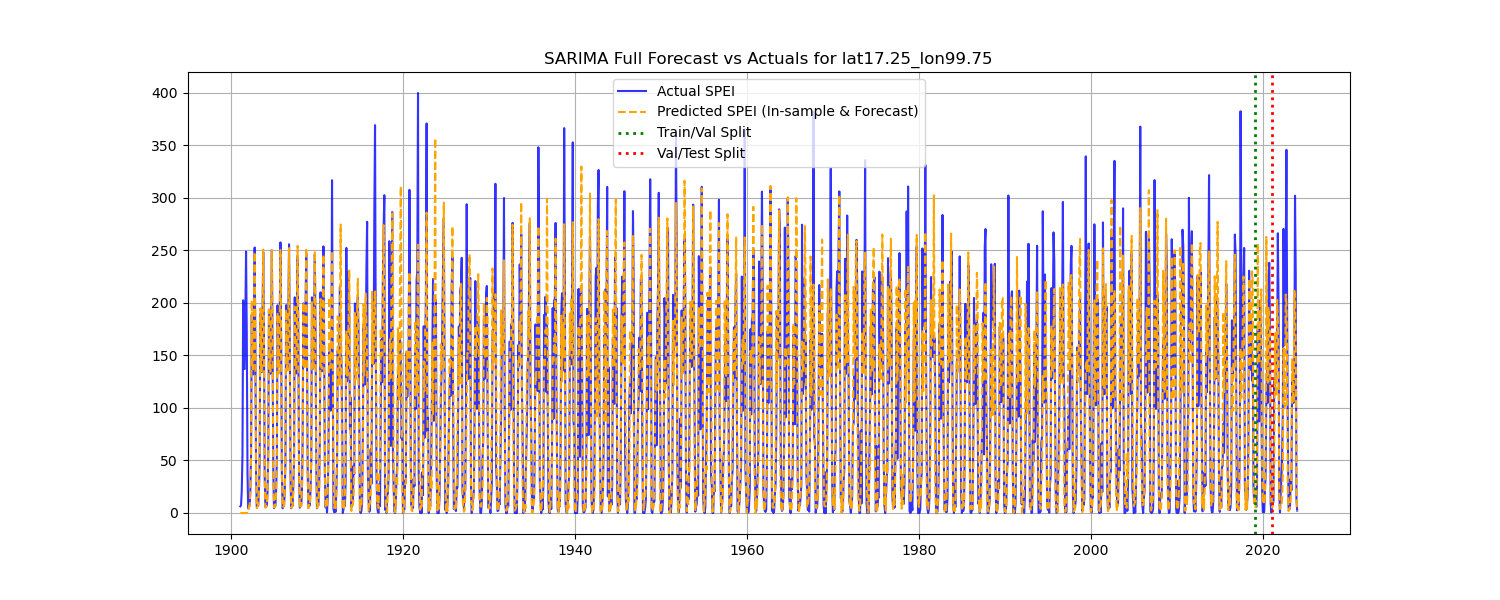 SARIMA Full Forecast vs Actuals for lat17.25_lon99.75
Actual SPEI
Predicted SPEI (In-sample & Forecast)
Train/Val Split
Val/Test Split
400
350
300
250
200
150
100
50
0
1900 1920 1940 1960 1980 2000 2020